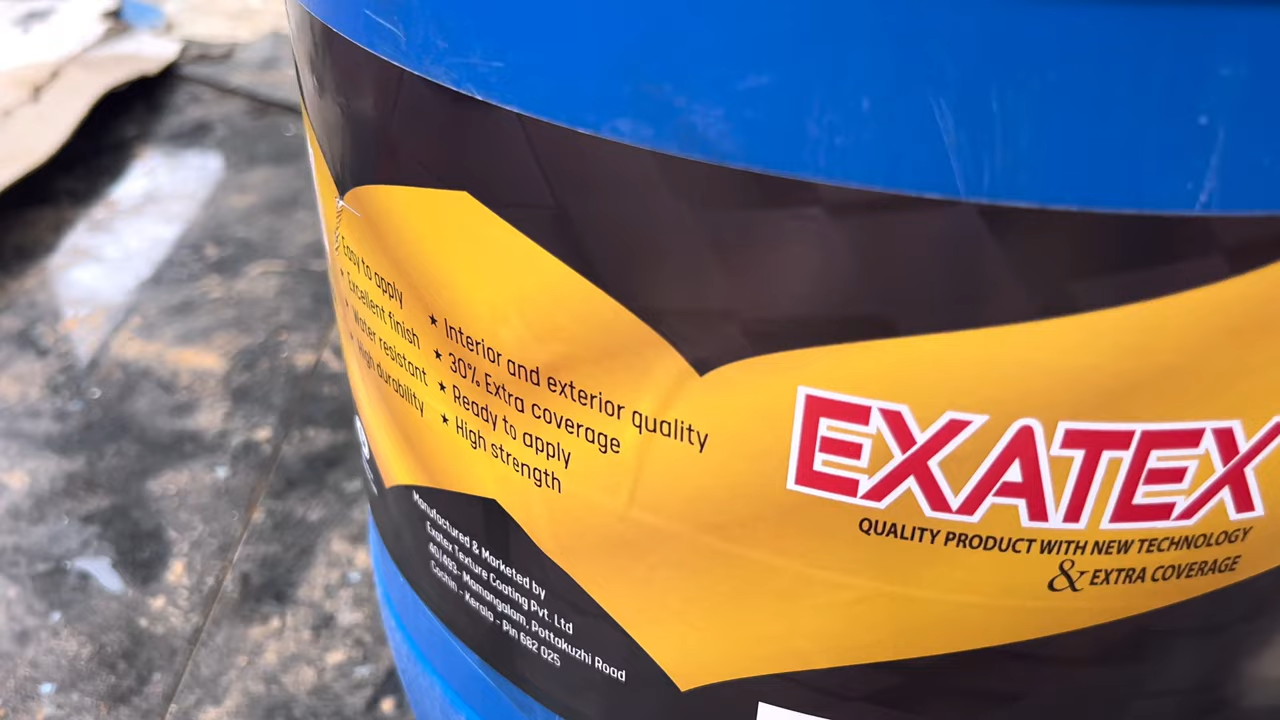 Easy to apply
Excellent finish
Water resistant
High durability
★ Interior and exterior quality
★ 30% Extra coverage
★ Ready to apply
★ High strength
EXATEX
QUALITY PRODUCT WITH NEW TECHNOLOGY
& EXTRA COVERAGE
Manufactured & Marketed by
Exatex Texture Coating Pvt. Ltd
40/493- Mamangalam, Pottakuzhi Road
Cochin - Kerala - Pin 682 025